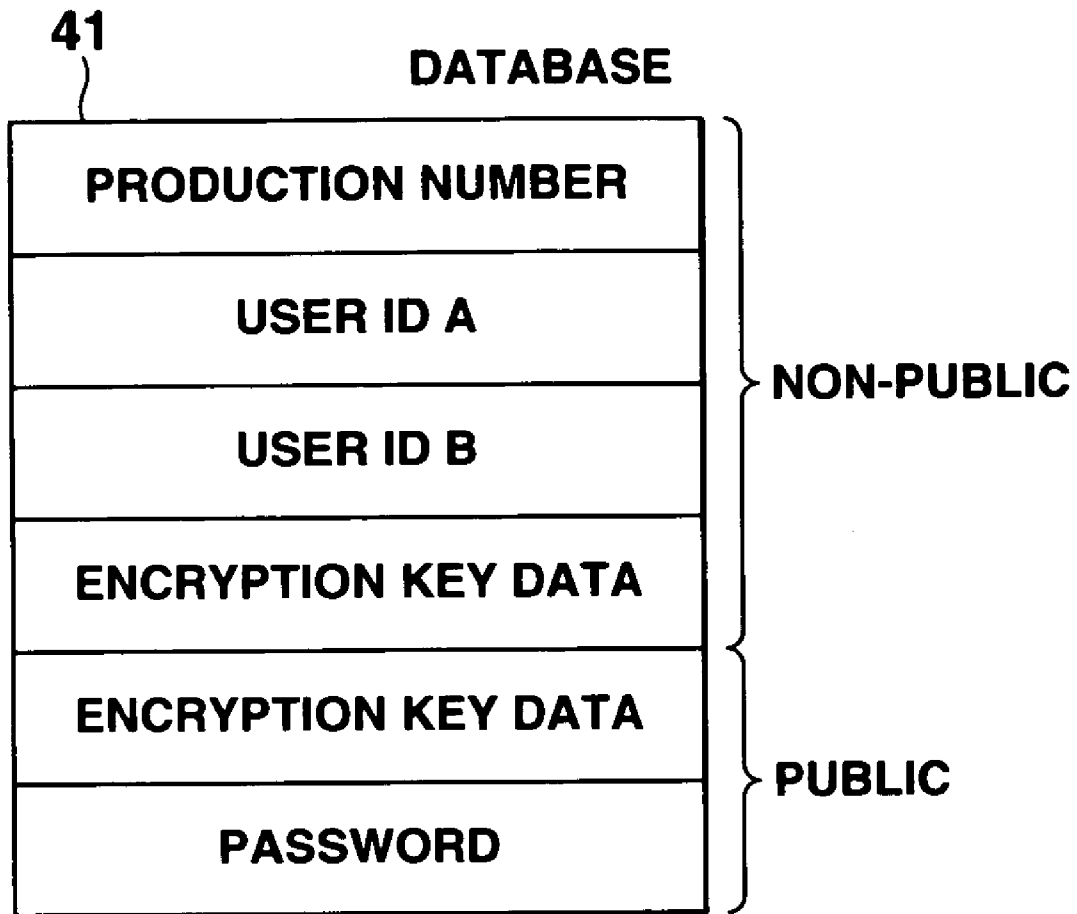 41
DATABASE
PRODUCTION NUMBER
USER ID A
USER ID B
NON-PUBLIC
ENCRYPTION KEY DATA
ENCRYPTION KEY DATA
PUBLIC
PASSWORD